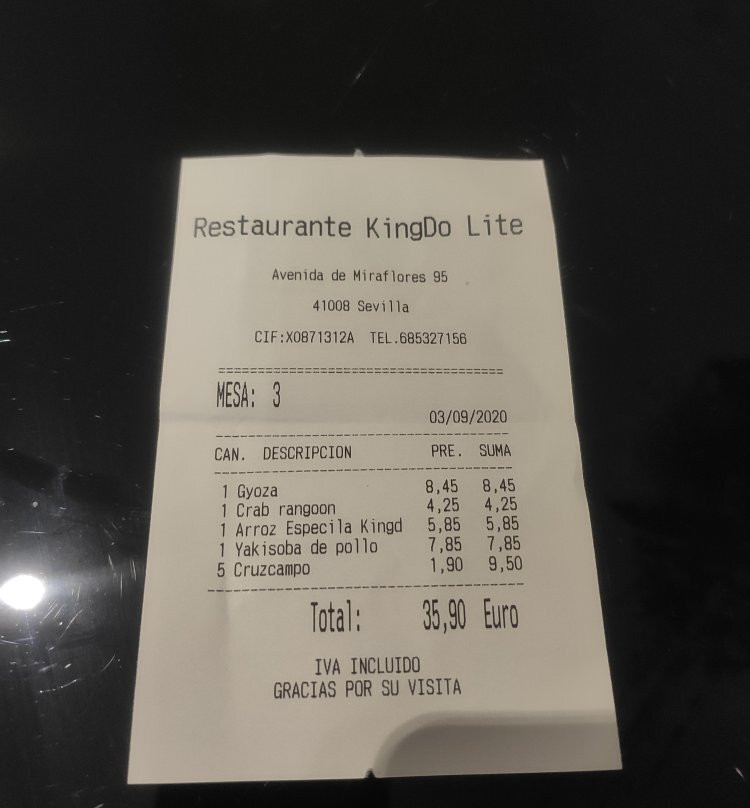 Restaurante KingDo Lite
Avenida de Miraflores 95
41008 Sevilla
CIF:X0871312A TEL.685327156
================================
MESA: 3
03/09/2020
--------------------------------
CAN. DESCRIPCION PRE. SUMA
--------------------------------
1 Gyoza 8,45 8,45
1 Crab rangoon 4,25 4,25
1 Arroz Especila Kingd 5,85 5,85
1 Yakisoba de pollo 7,85 7,85
5 Cruzcampo 1,90 9,50
--------------------------------
Total: 35,90 Euro
IVA INCLUIDO
GRACIAS POR SU VISITA